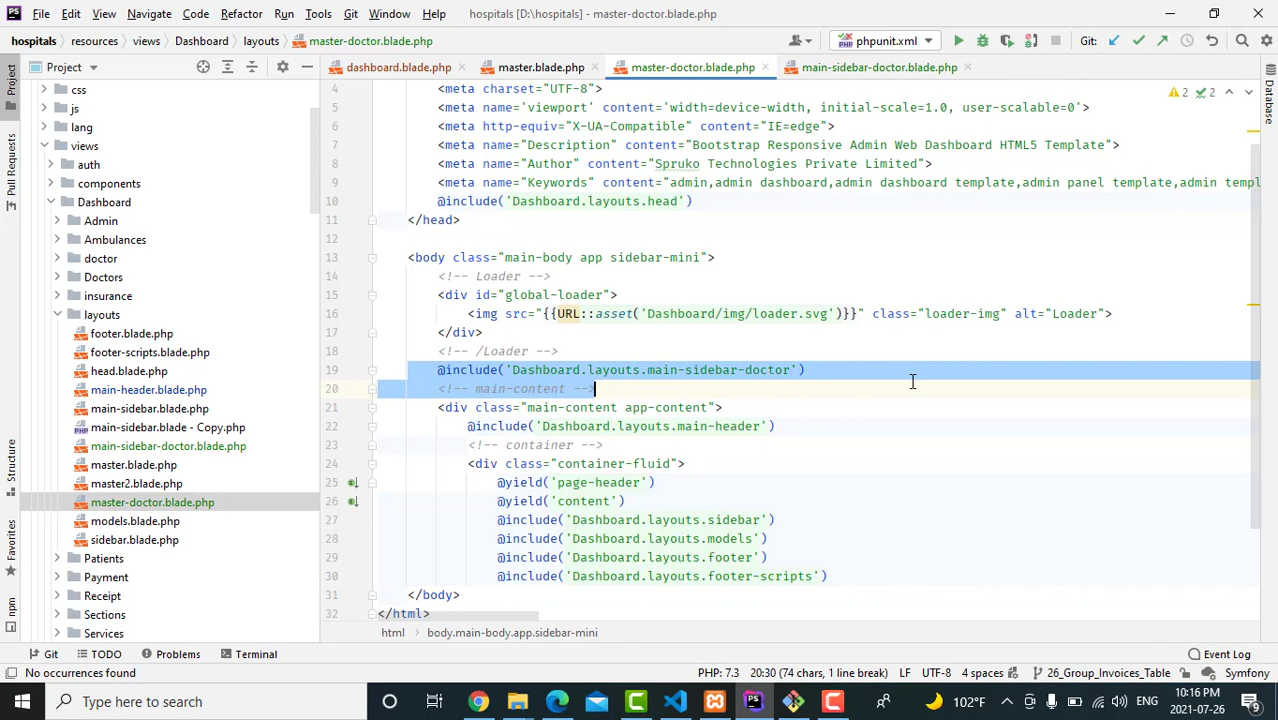 File Edit View Navigate Code Refactor Run Tools Git Window Help hospitals [D:\hospitals] - master-doctor.blade.php
hospitals resources views Dashboard layouts master-doctor.blade.php phpunit.xml Git:
Project dashboard.blade.php master.blade.php master-doctor.blade.php main-sidebar-doctor.blade.php
Project
Pull Requests
Structure
Favorites
npm
Database
css
js
lang
views
auth
components
Dashboard
Admin
Ambulances
doctor
Doctors
insurance
layouts
footer.blade.php
footer-scripts.blade.php
head.blade.php
main-header.blade.php
main-sidebar.blade.php
main-sidebar.blade - Copy.php
main-sidebar-doctor.blade.php
master.blade.php
master2.blade.php
master-doctor.blade.php
models.blade.php
sidebar.blade.php
Patients
Payment
Receipt
Sections
Services
2 2
4 <meta charset="UTF-8">
5 <meta name='viewport' content='width=device-width, initial-scale=1.0, user-scalable=0'>
6 <meta http-equiv="X-UA-Compatible" content="IE=edge">
7 <meta name="Description" content="Bootstrap Responsive Admin Web Dashboard HTML5 Template">
8 <meta name="Author" content="Spruko Technologies Private Limited">
9 <meta name="Keywords" content="admin,admin dashboard,admin dashboard template,admin panel template,admin templ
10 @include('Dashboard.layouts.head')
11 </head>
12
13 <body class="main-body app sidebar-mini">
14 <!-- Loader -->
15 <div id="global-loader">
16 <img src="{{URL::asset('Dashboard/img/loader.svg')}}" class="loader-img" alt="Loader">
17 </div>
18 <!-- /Loader -->
19 @include('Dashboard.layouts.main-sidebar-doctor')
20 <!-- main-content -->
21 <div class="main-content app-content">
22 @include('Dashboard.layouts.main-header')
23 <!-- container -->
24 <div class="container-fluid">
25 @yield('page-header')
26 @yield('content')
27 @include('Dashboard.layouts.sidebar')
28 @include('Dashboard.layouts.models')
29 @include('Dashboard.layouts.footer')
30 @include('Dashboard.layouts.footer-scripts')
31 </body>
32 </html>
html body.main-body.app.sidebar-mini
Git TODO Problems Terminal Event Log
No occurrences found PHP: 7.3 20:30 (74 chars, 1 line break) LF UTF-8 4 spaces 26_Group_Invoices_Table Symfony
Type here to search 102°F ENG 10:16 PM
2021-07-26 9